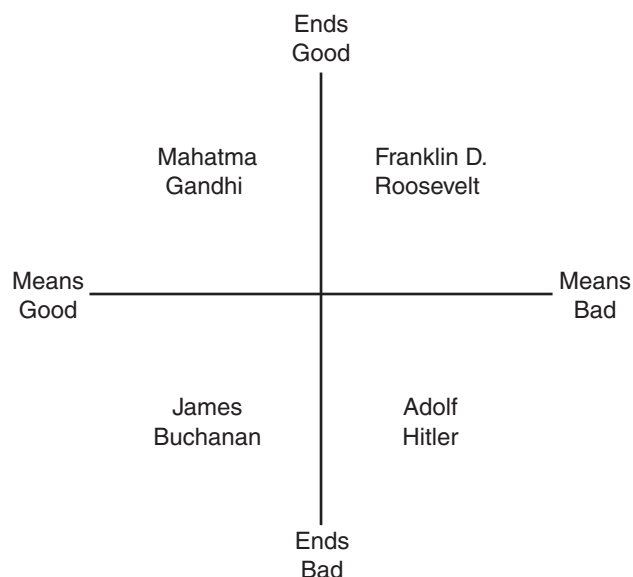 Ends
Good
Mahatma
Gandhi
Franklin D.
Roosevelt
Means
Good
Means
Bad
James
Buchanan
Adolf
Hitler
Ends
Bad